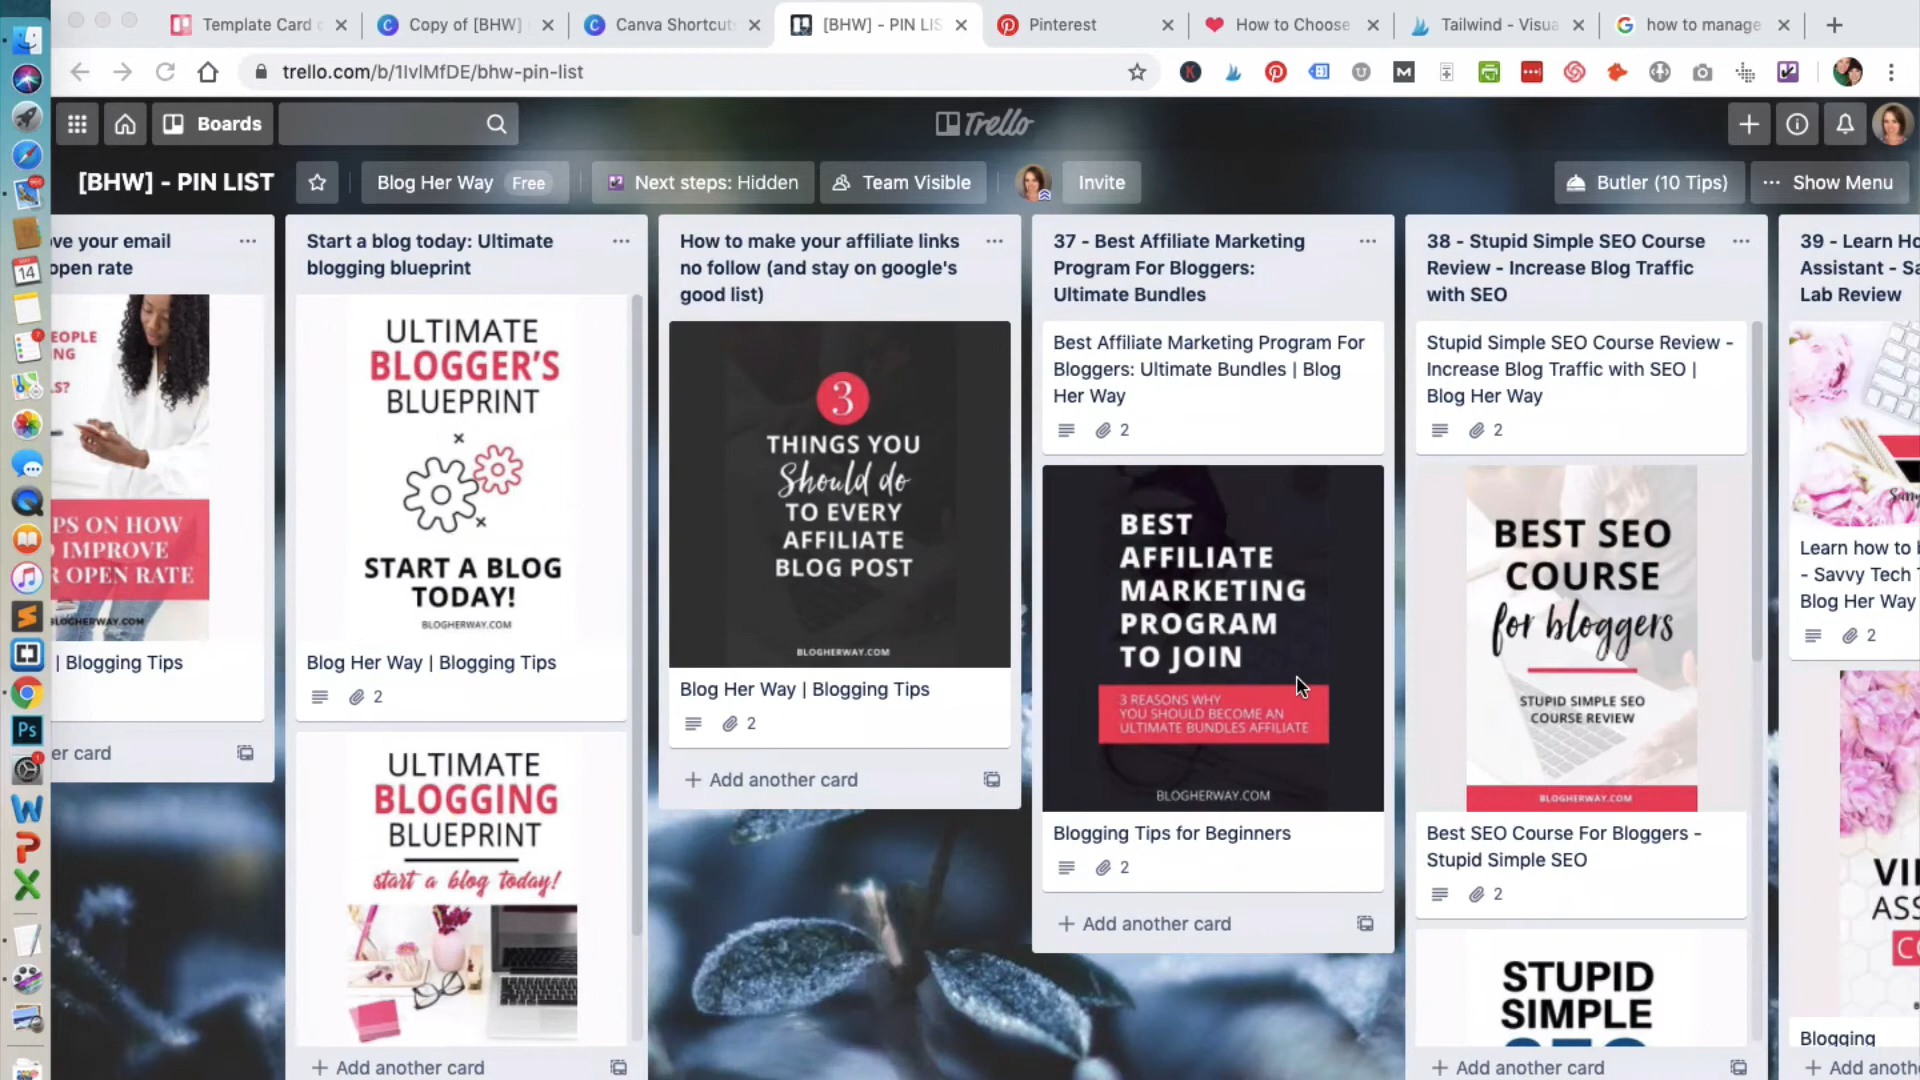 Template Card
Copy of [BHW]
Canva Shortcuts
[BHW] - PIN LIS
Pinterest
How to Choose
Tailwind - Visua
how to manage
trello.com/b/1IvlMfDE/bhw-pin-list
Boards
Trello
[BHW] - PIN LIST
Blog Her Way Free
Next steps: Hidden
Team Visible
Invite
Butler (10 Tips)
Show Menu
ve your email
open rate
EOPLE
NG
S?
PS ON HOW
IMPROVE
R OPEN RATE
LOGHERWAY.COM
| Blogging Tips
er card
Start a blog today: Ultimate
blogging blueprint
ULTIMATE
BLOGGER'S
BLUEPRINT
START A BLOG
TODAY!
BLOGHERWAY.COM
Blog Her Way | Blogging Tips
2
ULTIMATE
BLOGGING
BLUEPRINT
start a blog today!
+ Add another card
How to make your affiliate links
no follow (and stay on google's
good list)
3
THINGS YOU
Should do
TO EVERY
AFFILIATE
BLOG POST
BLOGHERWAY.COM
Blog Her Way | Blogging Tips
2
+ Add another card
37 - Best Affiliate Marketing
Program For Bloggers:
Ultimate Bundles
Best Affiliate Marketing Program For
Bloggers: Ultimate Bundles | Blog
Her Way
2
BEST
AFFILIATE
MARKETING
PROGRAM
TO JOIN
3 REASONS WHY
YOU SHOULD BECOME AN
ULTIMATE BUNDLES AFFILIATE
BLOGHERWAY.COM
Blogging Tips for Beginners
2
+ Add another card
38 - Stupid Simple SEO Course
Review - Increase Blog Traffic
with SEO
Stupid Simple SEO Course Review -
Increase Blog Traffic with SEO |
Blog Her Way
2
BEST SEO
COURSE
for bloggers
STUPID SIMPLE SEO
COURSE REVIEW
BLOGHERWAY.COM
Best SEO Course For Bloggers -
Stupid Simple SEO
2
STUPID
SIMPLE
SEO
+ Add another card
39 - Learn Ho
Assistant - Sa
Lab Review
Learn how to b
- Savvy Tech
Blog Her Way
2
VI
ASS
CO
Blogging
+ Add anoth